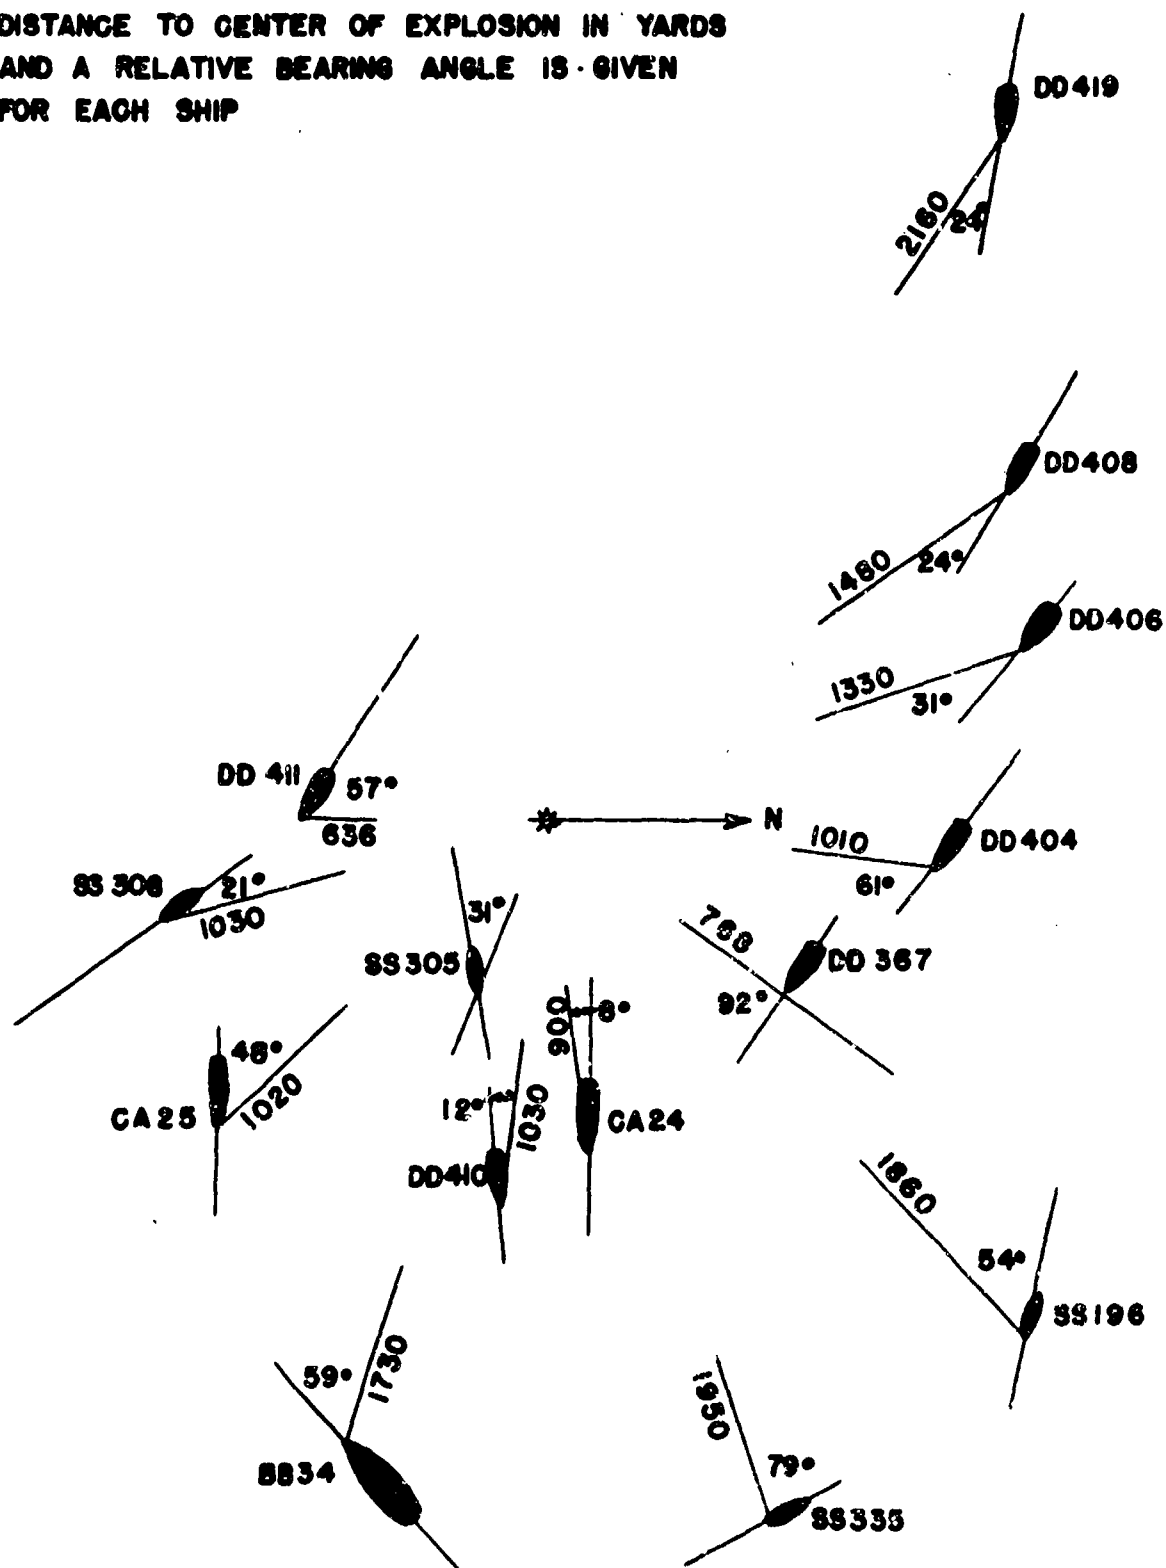 DISTANCE TO CENTER OF EXPLOSION IN YARDS
AND A RELATIVE BEARING ANGLE IS GIVEN
FOR EACH SHIP
DD419
2160
24°
DD408
1480
24°
DD406
1330
31°
DD 411
57°
636
N
1010
DD404
61°
SS 308
21°
1030
31°
SS305
768
DD 367
92°
900
8°
48°
1020
CA25
12°
1030
CA24
DD410
1860
54°
SS196
59°
1730
BB34
1950
79°
SS335